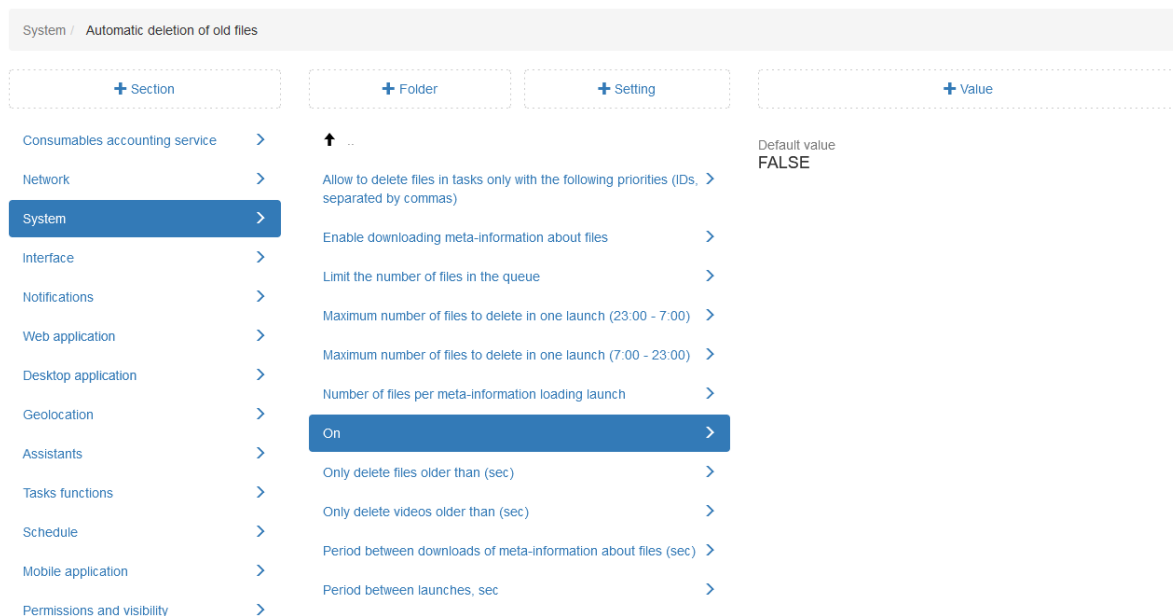 System / Automatic deletion of old files
+ Section
+ Folder
+ Setting
+ Value
Consumables accounting service
Network
System
Interface
Notifications
Web application
Desktop application
Geolocation
Assistants
Tasks functions
Schedule
Mobile application
Permissions and visibility
..
Allow to delete files in tasks only with the following priorities (IDs,
separated by commas)
Enable downloading meta-information about files
Limit the number of files in the queue
Maximum number of files to delete in one launch (23:00 - 7:00)
Maximum number of files to delete in one launch (7:00 - 23:00)
Number of files per meta-information loading launch
On
Only delete files older than (sec)
Only delete videos older than (sec)
Period between downloads of meta-information about files (sec)
Period between launches, sec
Default value
FALSE